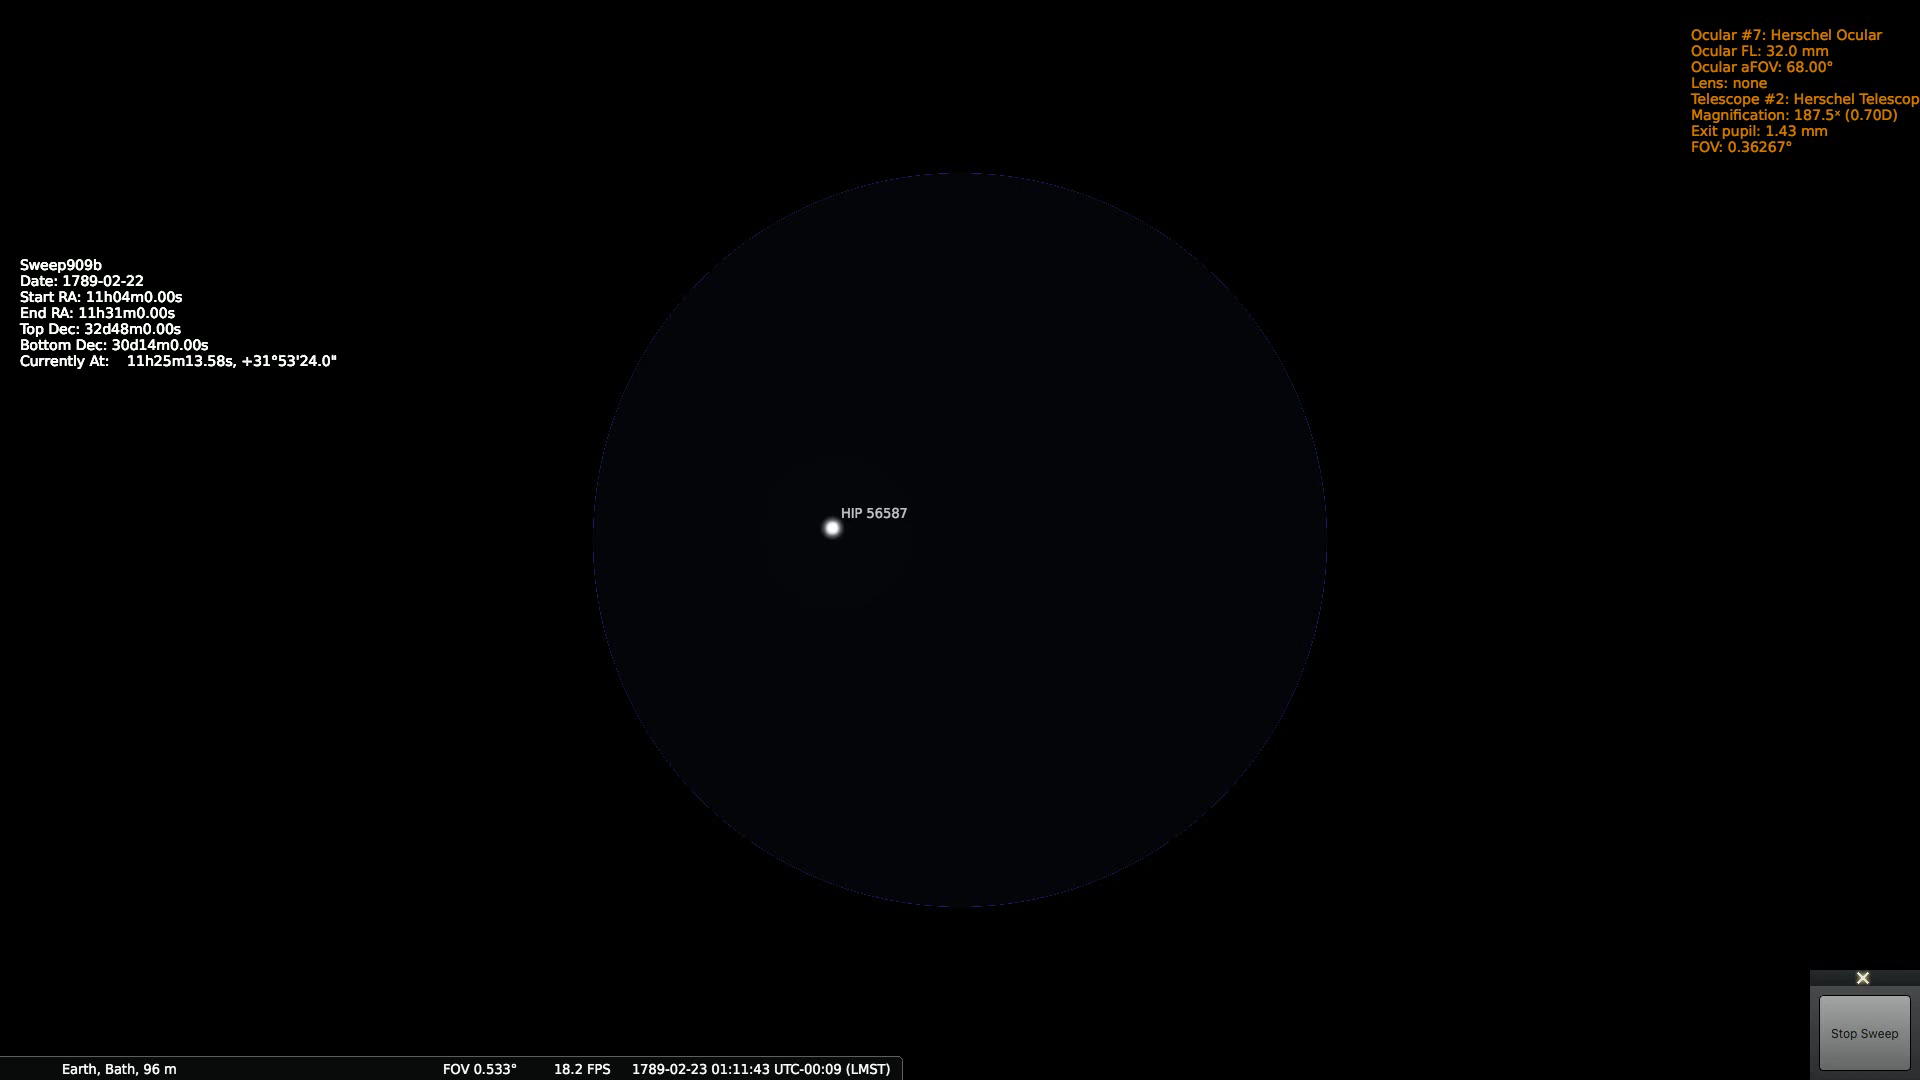 Ocular #7: Herschel Ocular
Ocular FL: 32.0 mm
Ocular aFOV: 68.00°
Lens: none
Telescope #2: Herschel Telescop
Magnification: 187.5ˣ (0.70D)
Exit pupil: 1.43 mm
FOV: 0.36267°
Sweep909b
Date: 1789-02-22
Start RA: 11h04m0.00s
End RA: 11h31m0.00s
Top Dec: 32d48m0.00s
Bottom Dec: 30d14m0.00s
Currently At: 11h25m13.58s, +31°53'24.0"
HIP 56587
Stop Sweep
Earth, Bath, 96 m FOV 0.533° 18.2 FPS 1789-02-23 01:11:43 UTC-00:09 (LMST)